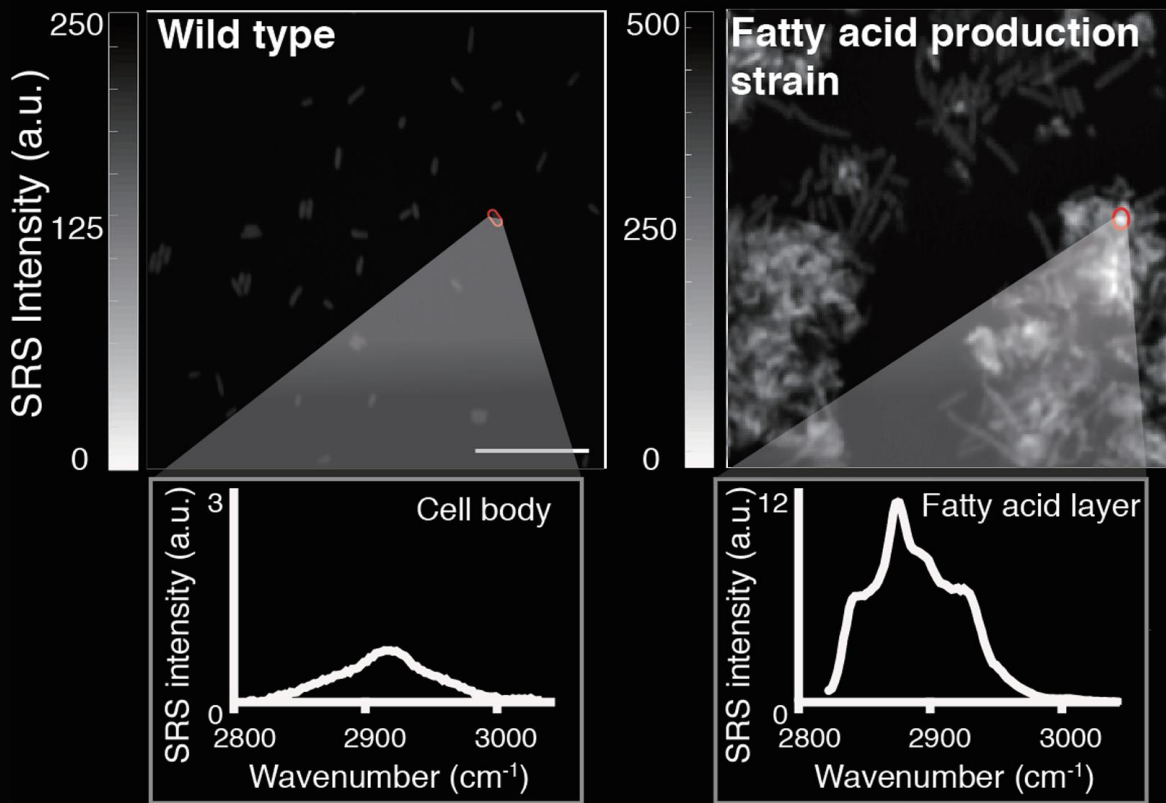 250
Wild type
500
Fatty acid production
strain
SRS Intensity (a.u.)
125
250
0
0
3
Cell body
12
Fatty acid layer
SRS intensity (a.u.)
SRS intensity (a.u.)
0
0
2800
2900
3000
2800
2900
3000
Wavenumber (cm-1)
Wavenumber (cm-1)